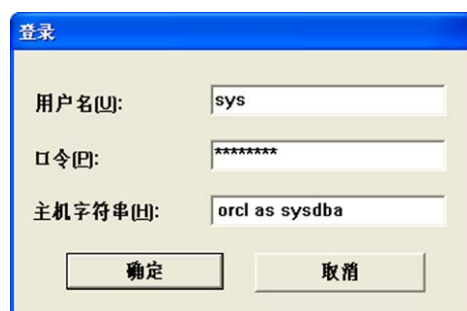 登录
用户名(U): sys
口令(P): ********
主机字符串(H): orcl as sysdba
确定 取消